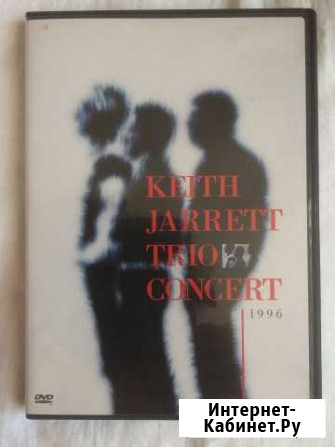 KEITH
JARRETT
TRIO
CONCERT
1996
DVD
Интернет-
Кабинет.Ру